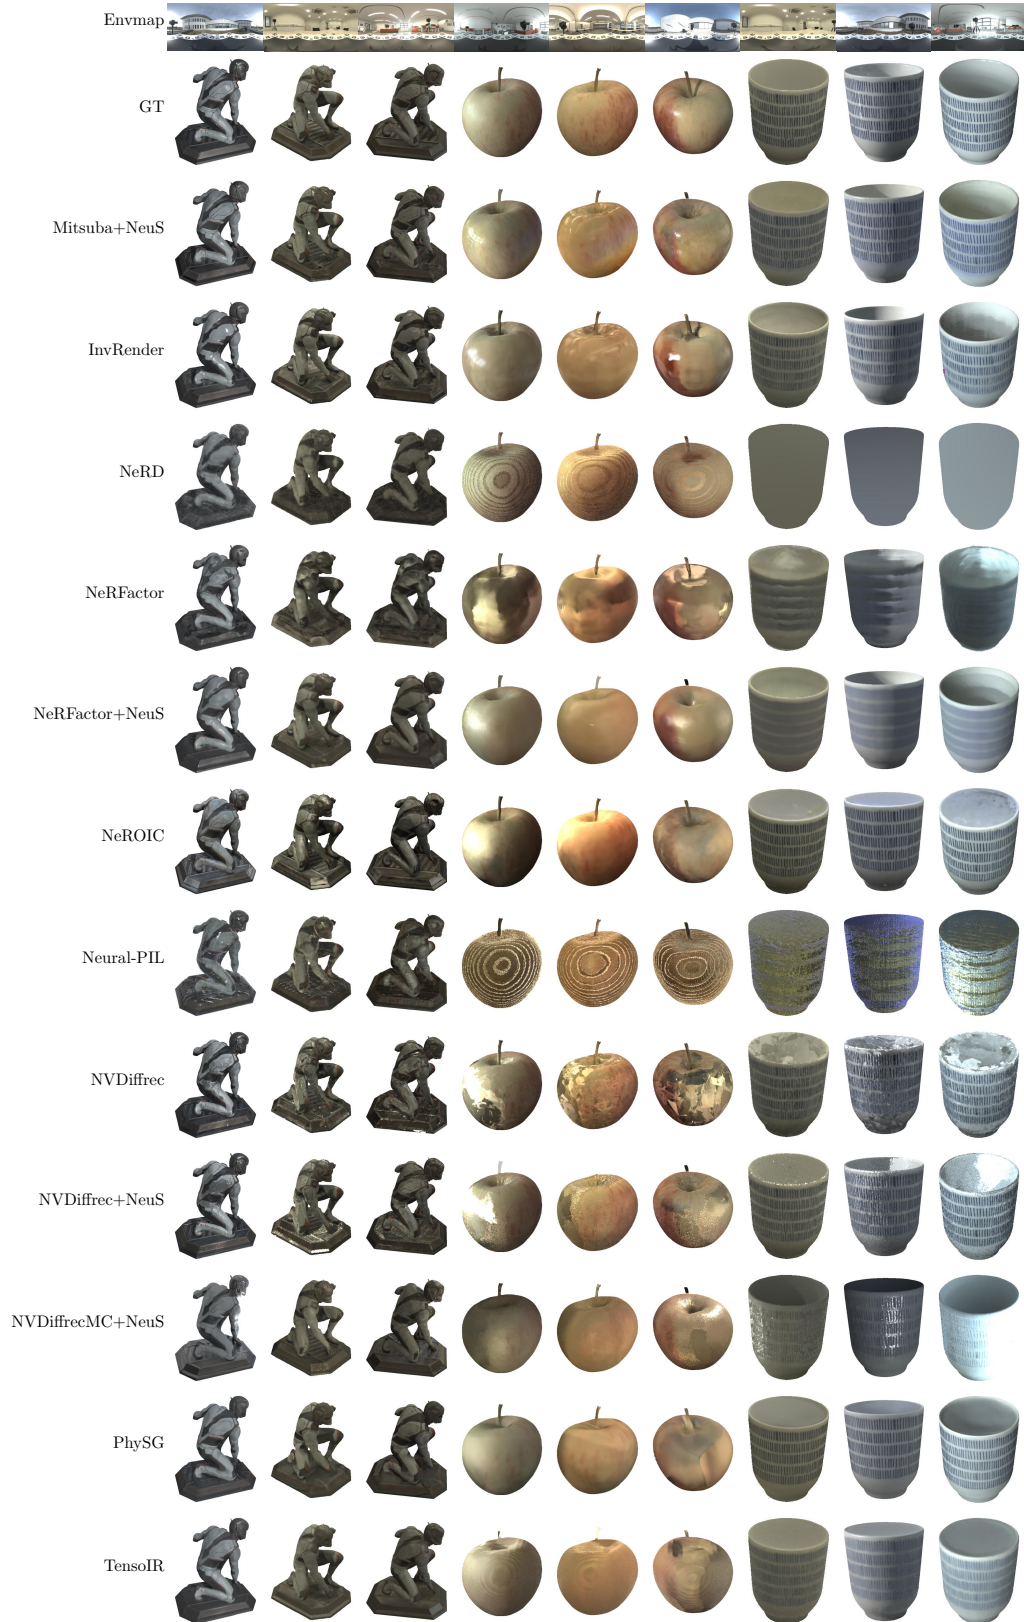 Envmap
GT
Mitsuba+NeuS
InvRender
NeRD
NeRFactor
NeRFactor+NeuS
NeROIC
Neural-PIL
NVDiffrec
NVDiffrec+NeuS
NVDiffrecMC+NeuS
PhySG
TensoIR